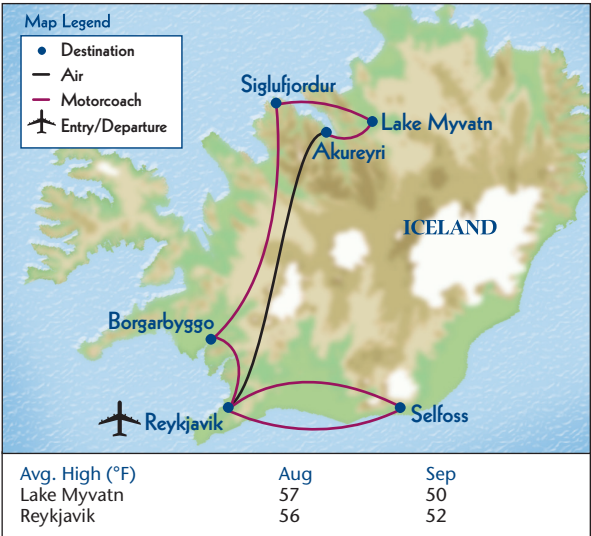 Map Legend
Destination
Air
Motorcoach
Entry/Departure
Siglufjordur
Lake Myvatn
Akureyri
ICELAND
Borgarbyggo
Reykjavik
Selfoss
Avg. High (°F) Aug Sep
Lake Myvatn 57 50
Reykjavik 56 52